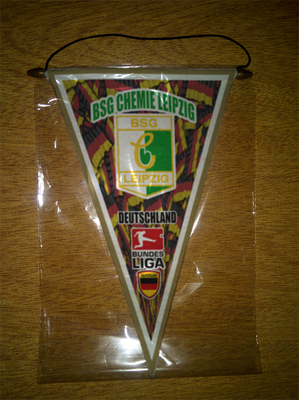 BSG CHEMIE LEIPZIG
BSG
LEIPZIG
DEUTSCHLAND
BUNDES
LIGA